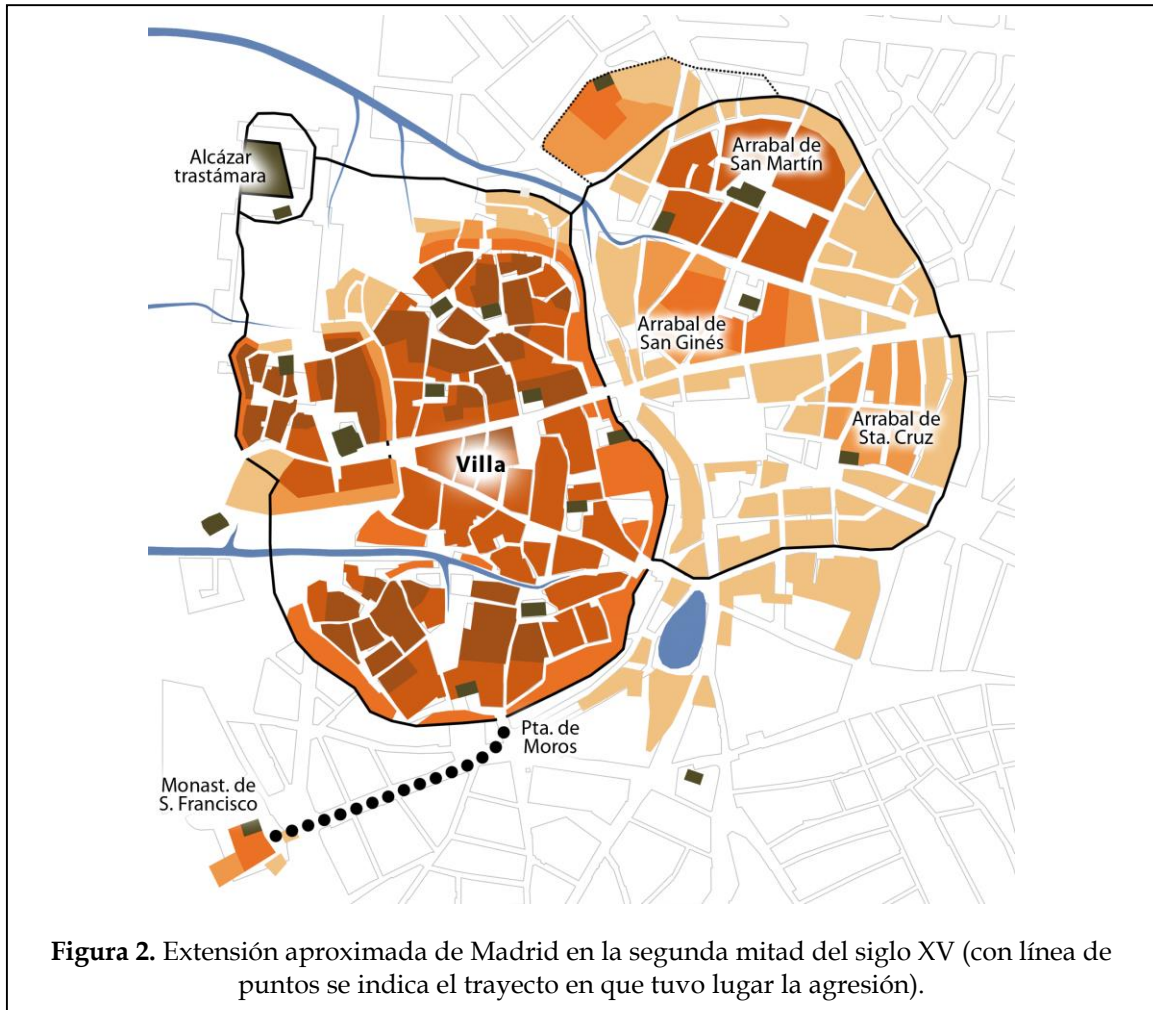 Alcázar
trastámara
Arrabal de
San Martín
Arrabal de
San Ginés
Arrabal de
Sta. Cruz
Villa
Pta. de
Moros
Monast. de
S. Francisco
Figura 2. Extensión aproximada de Madrid en la segunda mitad del siglo XV (con línea de
puntos se indica el trayecto en que tuvo lugar la agresión).